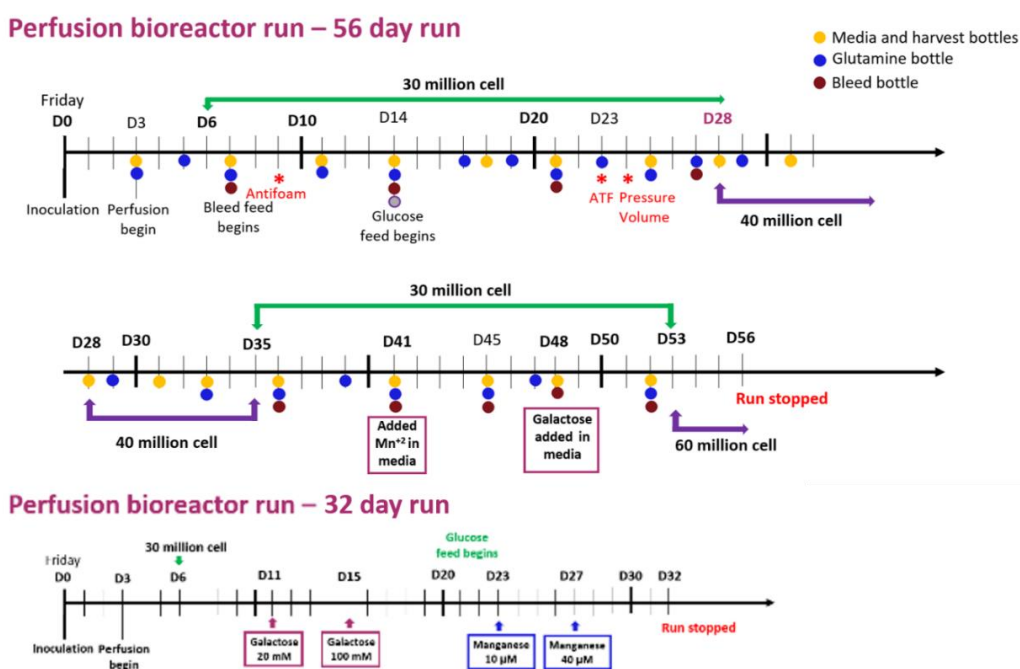 Perfusion bioreactor run – 56 day run
Media and harvest bottles
Glutamine bottle
Bleed bottle
30 million cell
Friday
D0
D3
D6
D10
D14
D20
D23
D28
Inoculation
Perfusion
begin
Bleed feed
begins
*
Antifoam
Glucose
feed begins
* *
ATF Pressure
Volume
40 million cell
30 million cell
D28
D30
D35
D41
D45
D48
D50
D53
D56
Run stopped
40 million cell
Added
Mn+2 in
media
Galactose
added in
media
60 million cell
Perfusion bioreactor run – 32 day run
30 million cell
Glucose
feed begins
Friday
D0
D3
D6
D11
D15
D20
D23
D27
D30
D32
Inoculation
Perfusion
begin
Galactose
20 mM
Galactose
100 mM
Manganese
10 µM
Manganese
40 µM
Run stopped